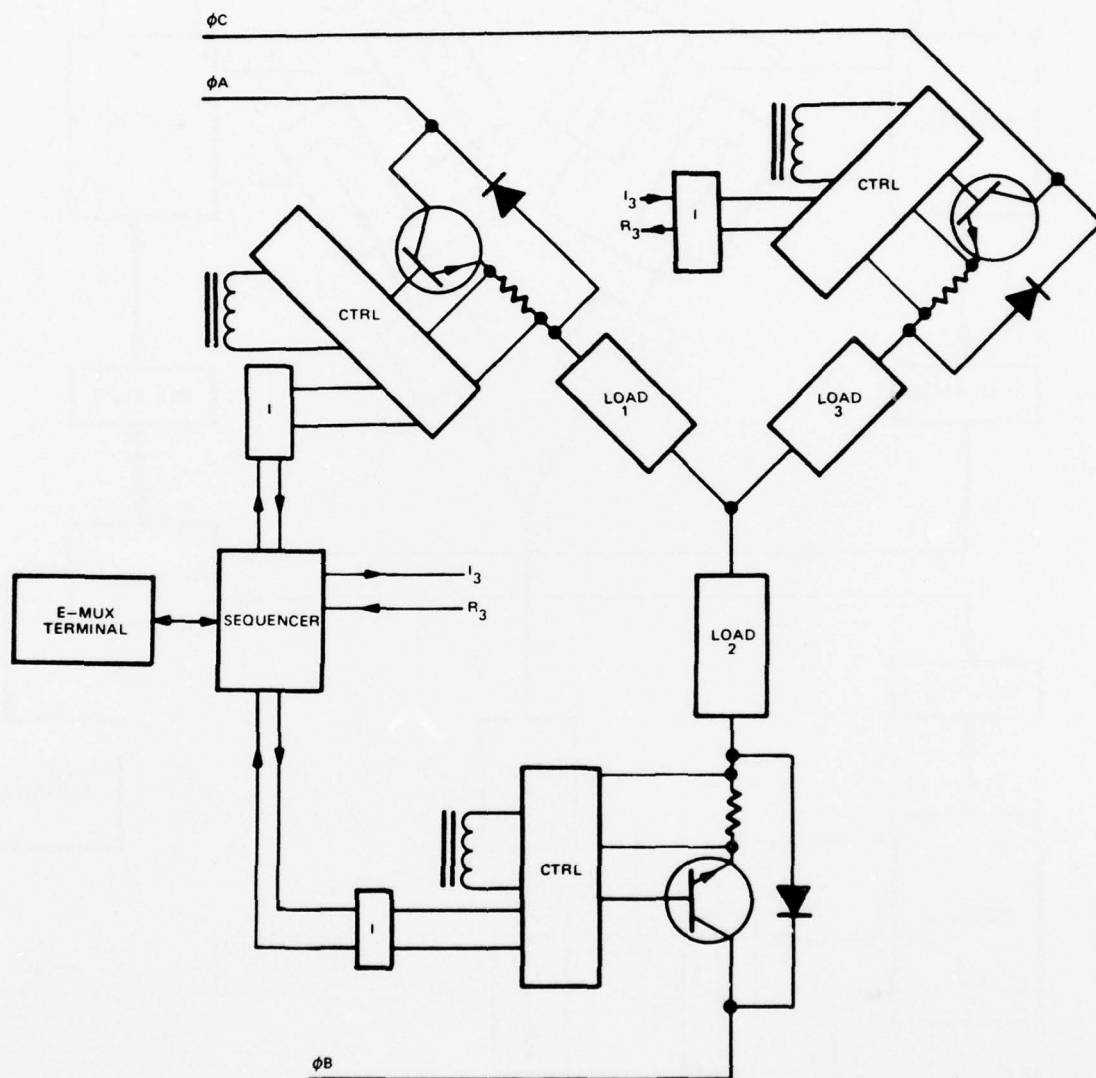 φC
φA
CTRL
I₃
R₃
I
CTRL
I
LOAD
1
LOAD
3
E-MUX
TERMINAL
SEQUENCER
I₃
R₃
LOAD
2
CTRL
I
φB